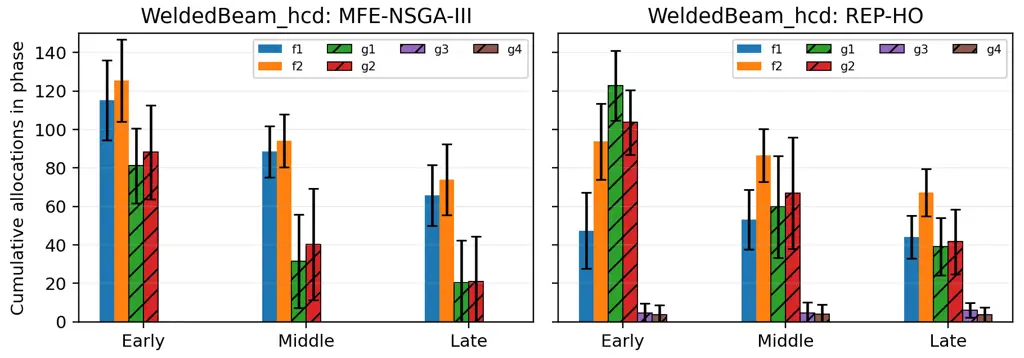 WeldedBeam_hcd: MFE-NSGA-III
WeldedBeam_hcd: REP-HO
Cumulative allocations in phase
140
120
100
80
60
40
20
0
f1 g1 g3 g4
f2 g2
Early Middle Late
f1 g1 g3 g4
f2 g2
Early Middle Late